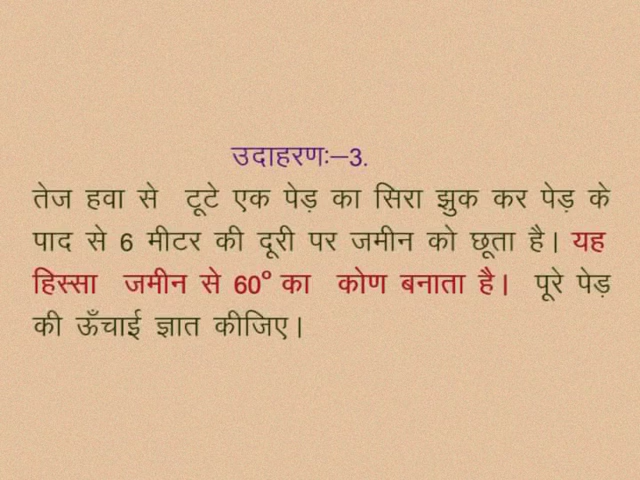 उदाहरणः–3.
तेज हवा से टूटे एक पेड़ का सिरा झुक कर पेड़ के
पाद से 6 मीटर की दूरी पर जमीन को छूता है। यह
हिस्सा जमीन से 60° का कोण बनाता है। पूरे पेड़
की ऊँचाई ज्ञात कीजिए।